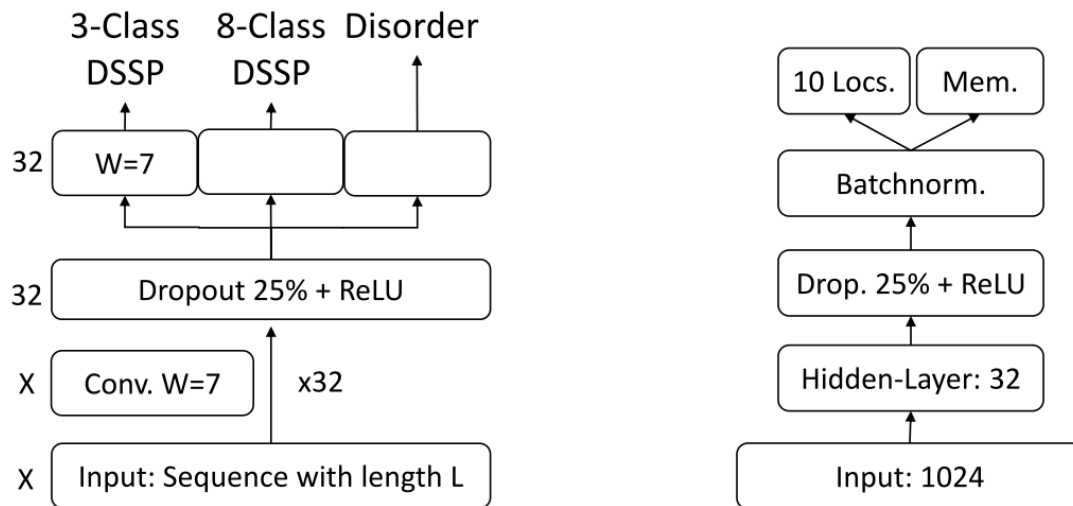 3-Class 8-Class Disorder
DSSP DSSP
32 W=7
32 Dropout 25% + ReLU
X Conv. W=7 x32
X Input: Sequence with length L
10 Locs. Mem.
Batchnorm.
Drop. 25% + ReLU
Hidden-Layer: 32
Input: 1024